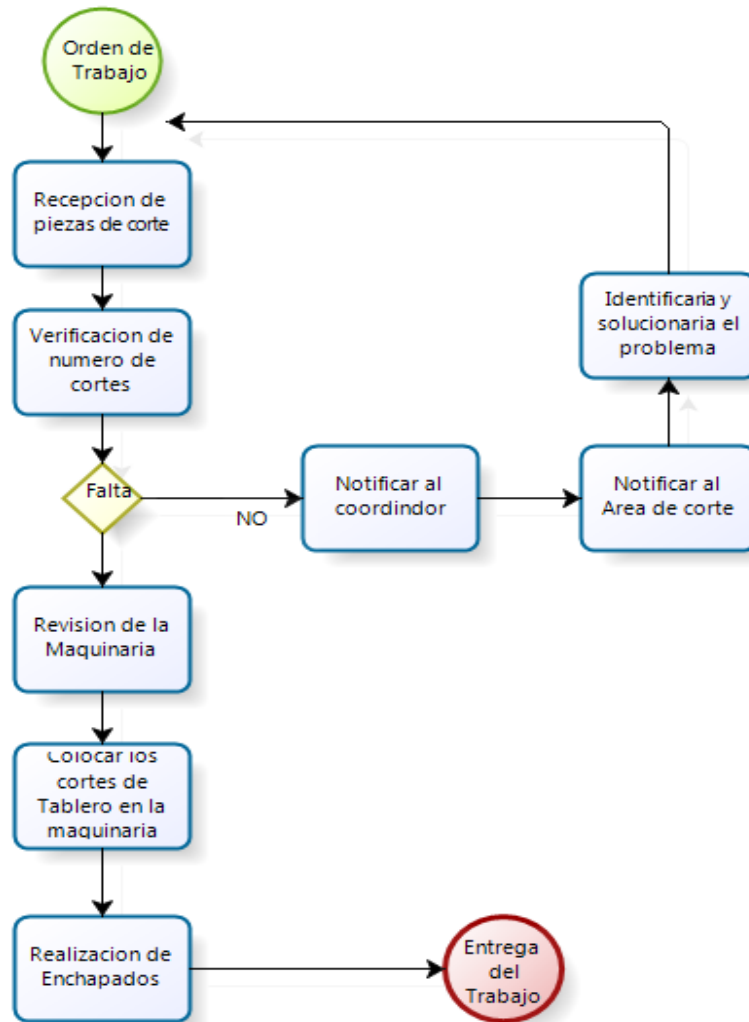 Orden de
Trabajo
Recepcion de
piezas de corte
Verificacion de
numero de
cortes
Falta
NO
Notificar al
coordindor
Notificar al
Area de corte
Identificaria y
solucionaria el
problema
Revision de la
Maquinaria
Colocar los
cortes de
Tablero en la
maquinaria
Realizacion de
Enchapados
Entrega
del
Trabajo